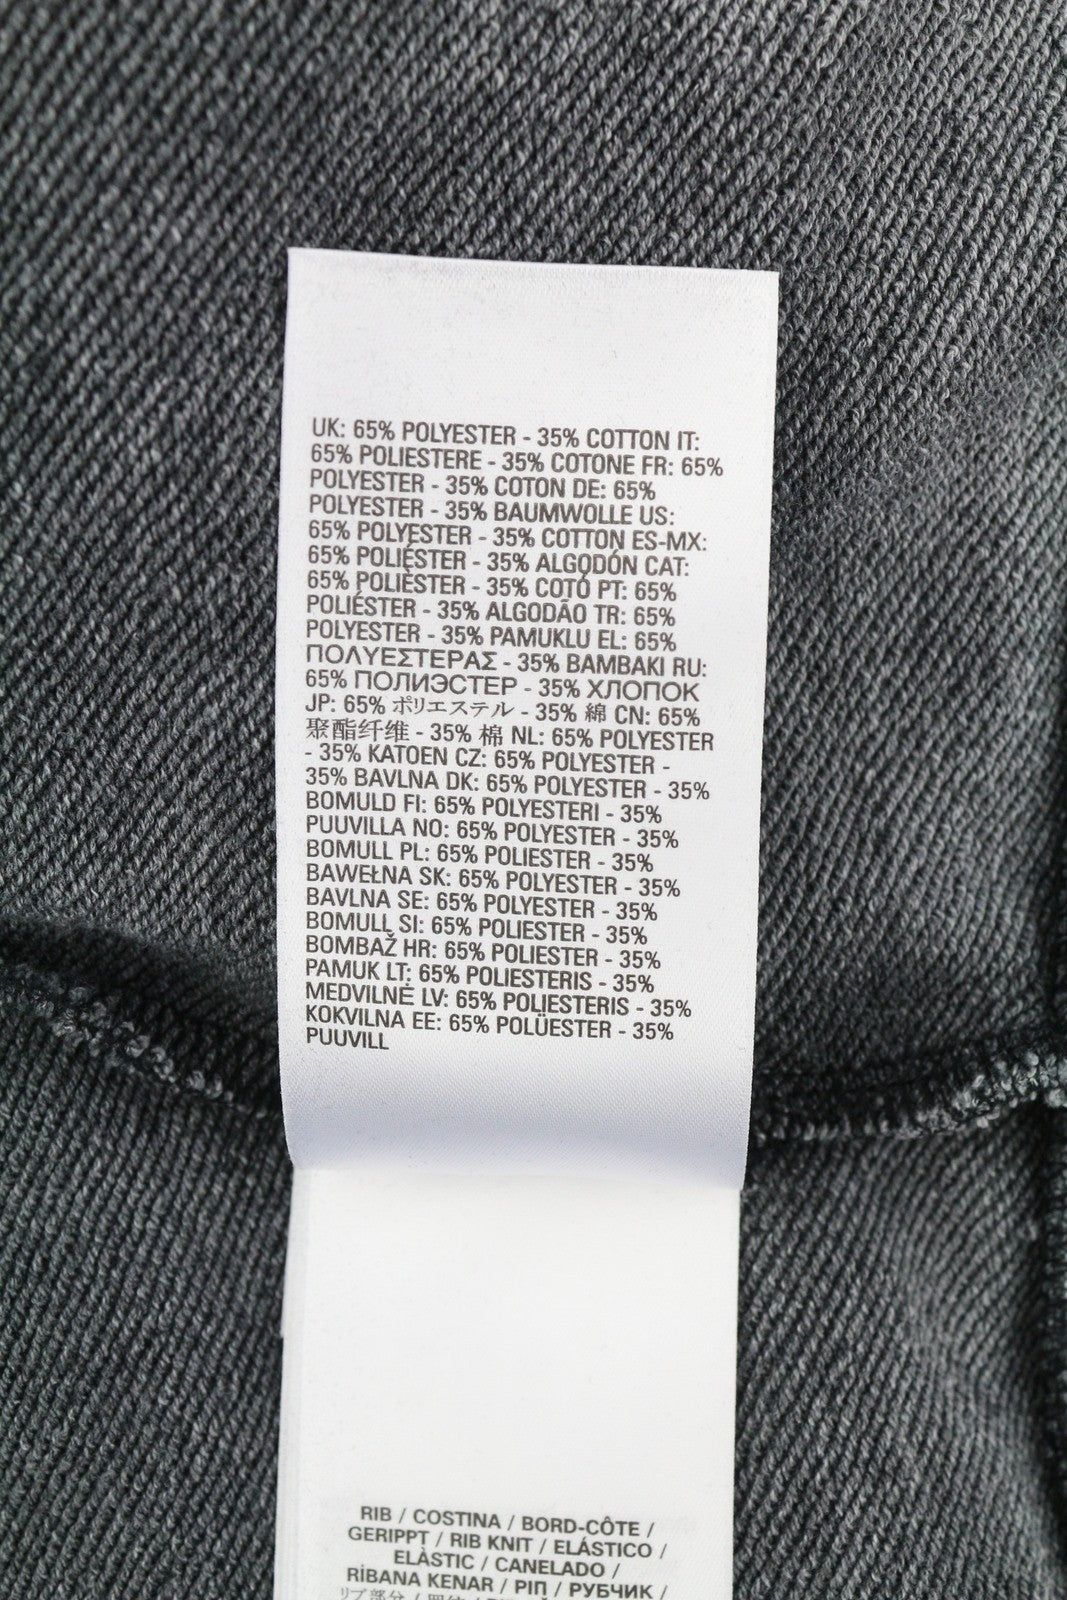 UK: 65% POLYESTER - 35% COTTON IT:
65% POLIESTERE - 35% COTONE FR: 65%
POLYESTER - 35% COTON DE: 65%
POLYESTER - 35% BAUMWOLLE US:
65% POLYESTER - 35% COTTON ES-MX:
65% POLIÉSTER - 35% ALGODÓN CAT:
65% POLIÈSTER - 35% COTÓ PT: 65%
POLIÉSTER - 35% ALGODÃO TR: 65%
POLYESTER - 35% PAMUKLU EL: 65%
ΠΟΛΥΕΣΤΕΡΑΣ - 35% ΒΑΜΒΑΚΙ RU:
65% ПОЛИЭСТЕР - 35% ХЛОПОК
JP: 65% ポリエステル - 35% 綿 CN: 65%
聚酯纤维 - 35% 棉 NL: 65% POLYESTER
- 35% KATOEN CZ: 65% POLYESTER -
35% BAVLNA DK: 65% POLYESTER - 35%
BOMULD FI: 65% POLYESTERI - 35%
PUUVILLA NO: 65% POLYESTER - 35%
BOMULL PL: 65% POLIESTER - 35%
BAWEŁNA SK: 65% POLYESTER - 35%
BAVLNA SE: 65% POLYESTER - 35%
BOMULL SI: 65% POLIESTER - 35%
BOMBAŽ HR: 65% POLIESTER - 35%
PAMUK LT: 65% POLIESTERIS - 35%
MEDVILNĖ LV: 65% POLIESTERIS - 35%
KOKVILNA EE: 65% POLÜESTER - 35%
PUUVILL
RIB / COSTINA / BORD-CÔTE /
GERIPPT / RIB KNIT / ELÁSTICO /
ELÀSTIC / CANELADO /
RİBANA KENAR / ΡΙΠ / РУБЧИК /
リブ部分 /